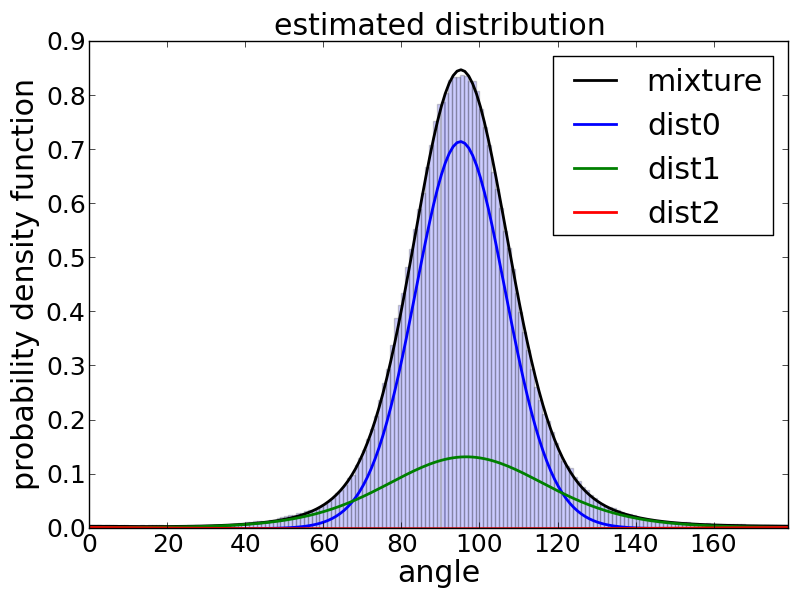 estimated distribution
0.9
0.8
0.7
0.6
0.5
0.4
0.3
0.2
0.1
0.0
probability density function
mixture
dist0
dist1
dist2
0 20 40 60 80 100 120 140 160
angle